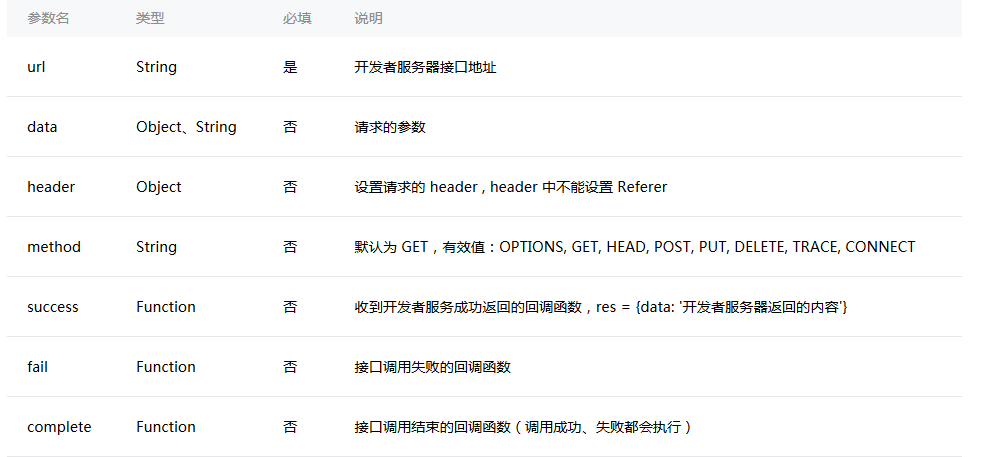 参数名 类型 必填 说明
url String 是 开发者服务器接口地址
data Object、String 否 请求的参数
header Object 否 设置请求的 header , header 中不能设置 Referer
method String 否 默认为 GET , 有效值 : OPTIONS, GET, HEAD, POST, PUT, DELETE, TRACE, CONNECT
success Function 否 收到开发者服务成功返回的回调函数 , res = {data: '开发者服务器返回的内容'}
fail Function 否 接口调用失败的回调函数
complete Function 否 接口调用结束的回调函数 ( 调用成功、失败都会执行 )